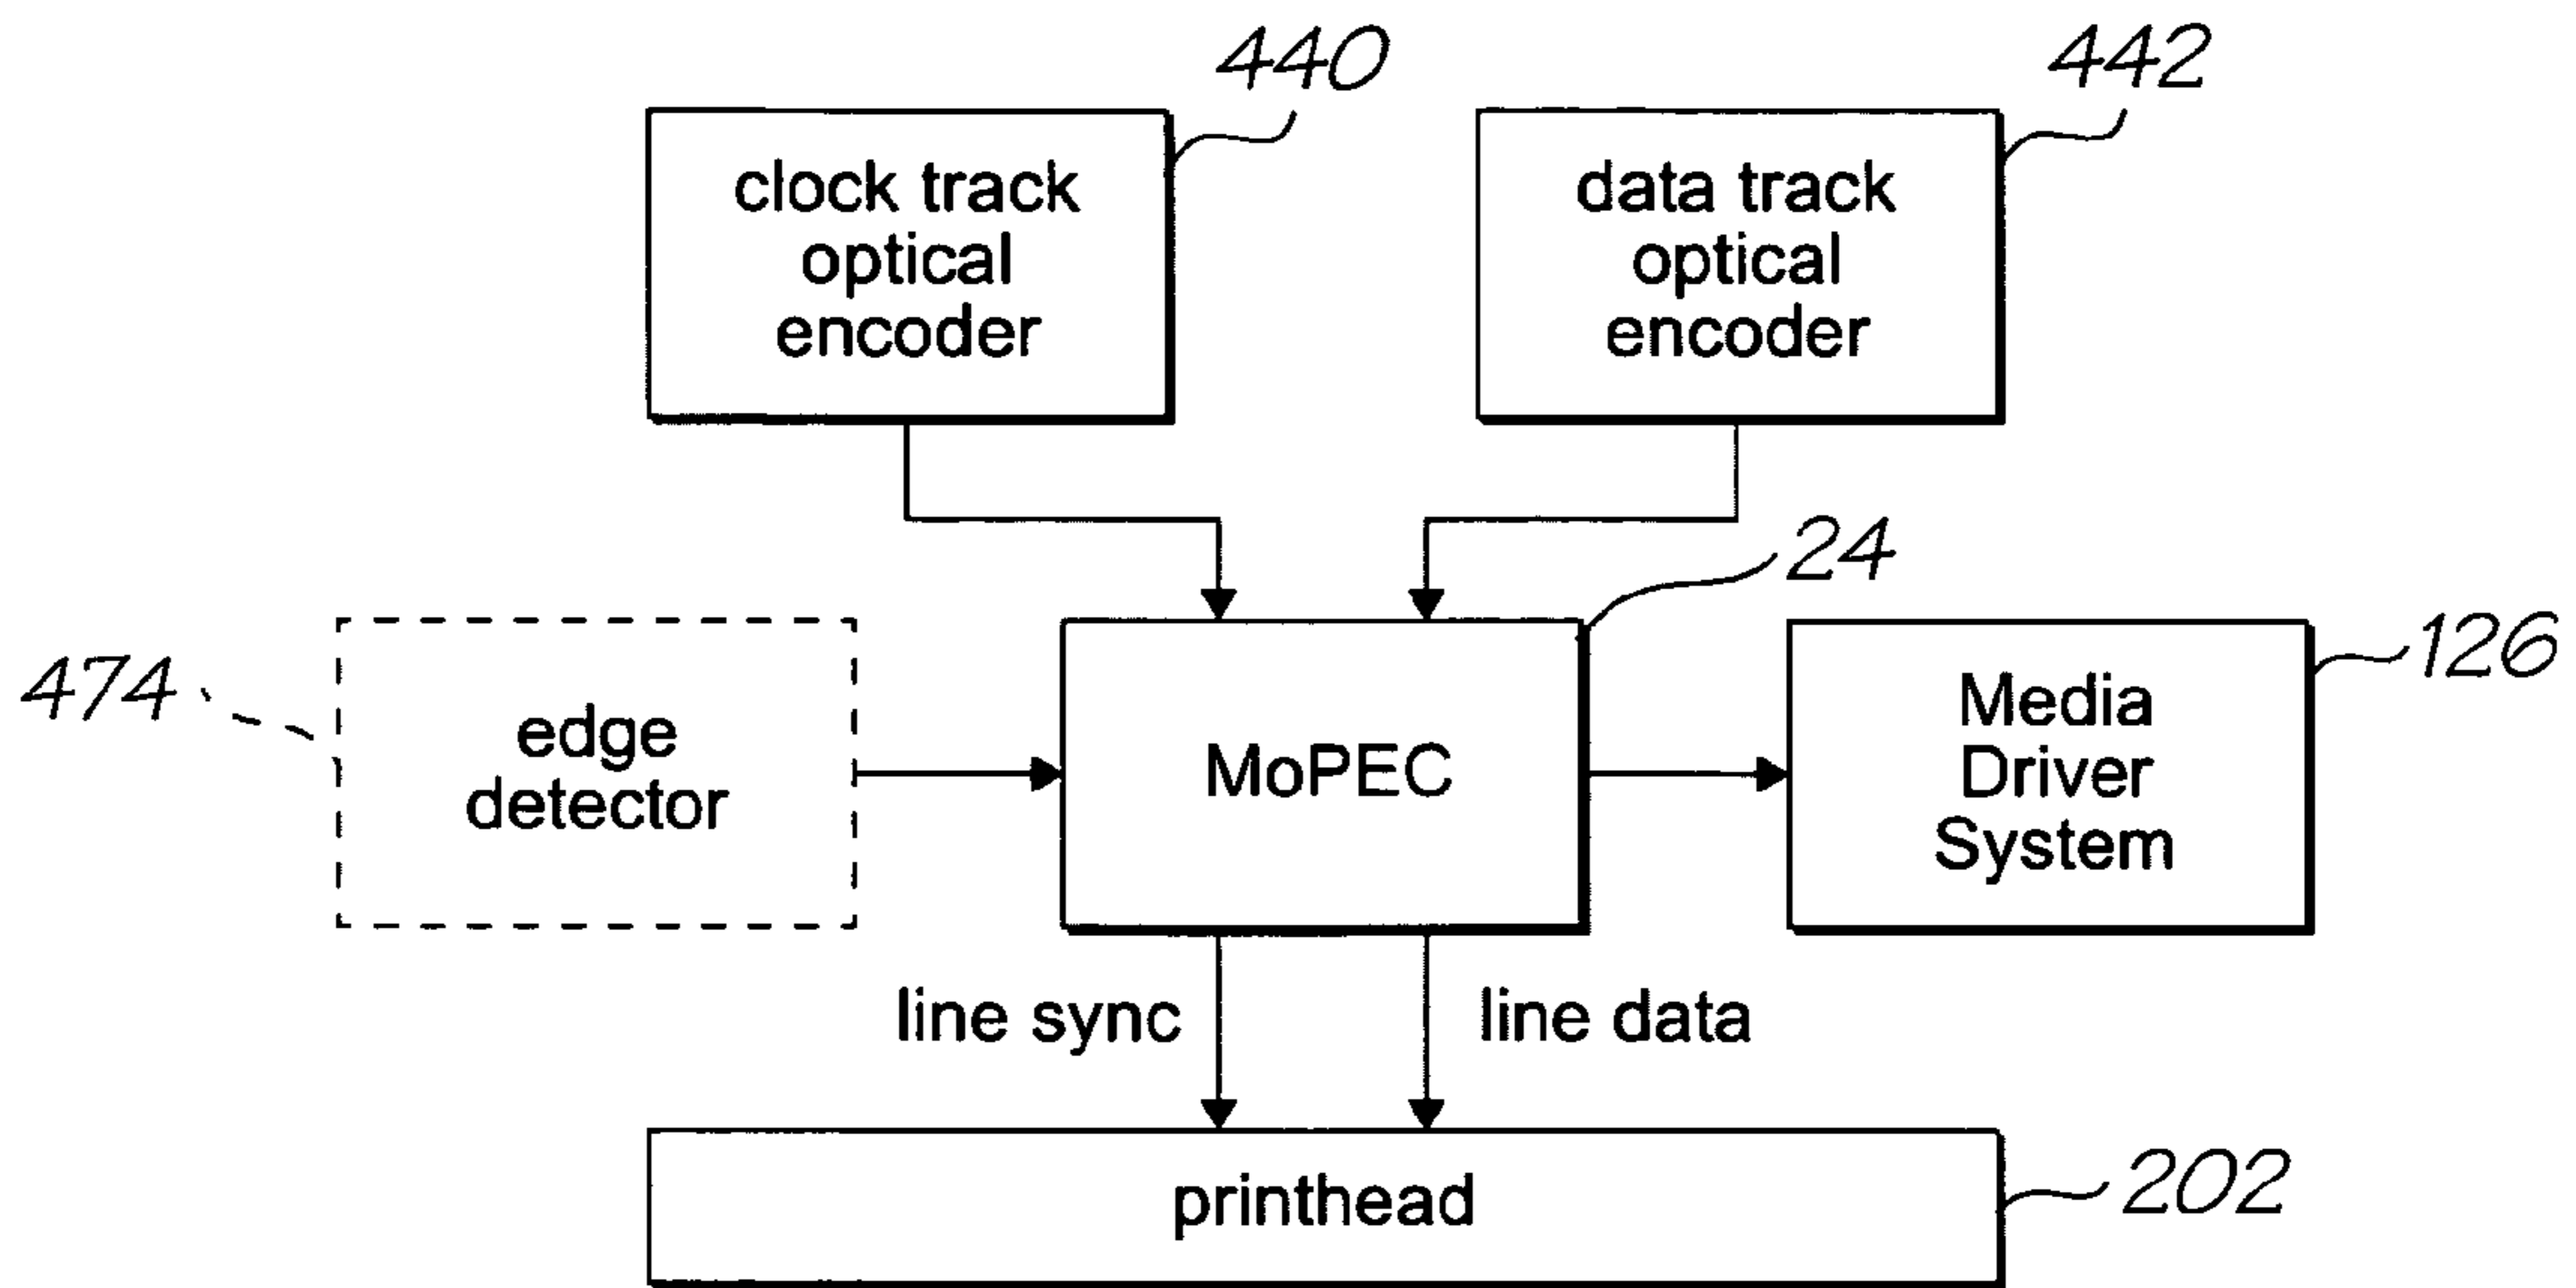 440
442
clock track
optical
encoder
data track
optical
encoder
24
126
474
edge
detector
MoPEC
Media
Driver
System
line sync
line data
printhead
202